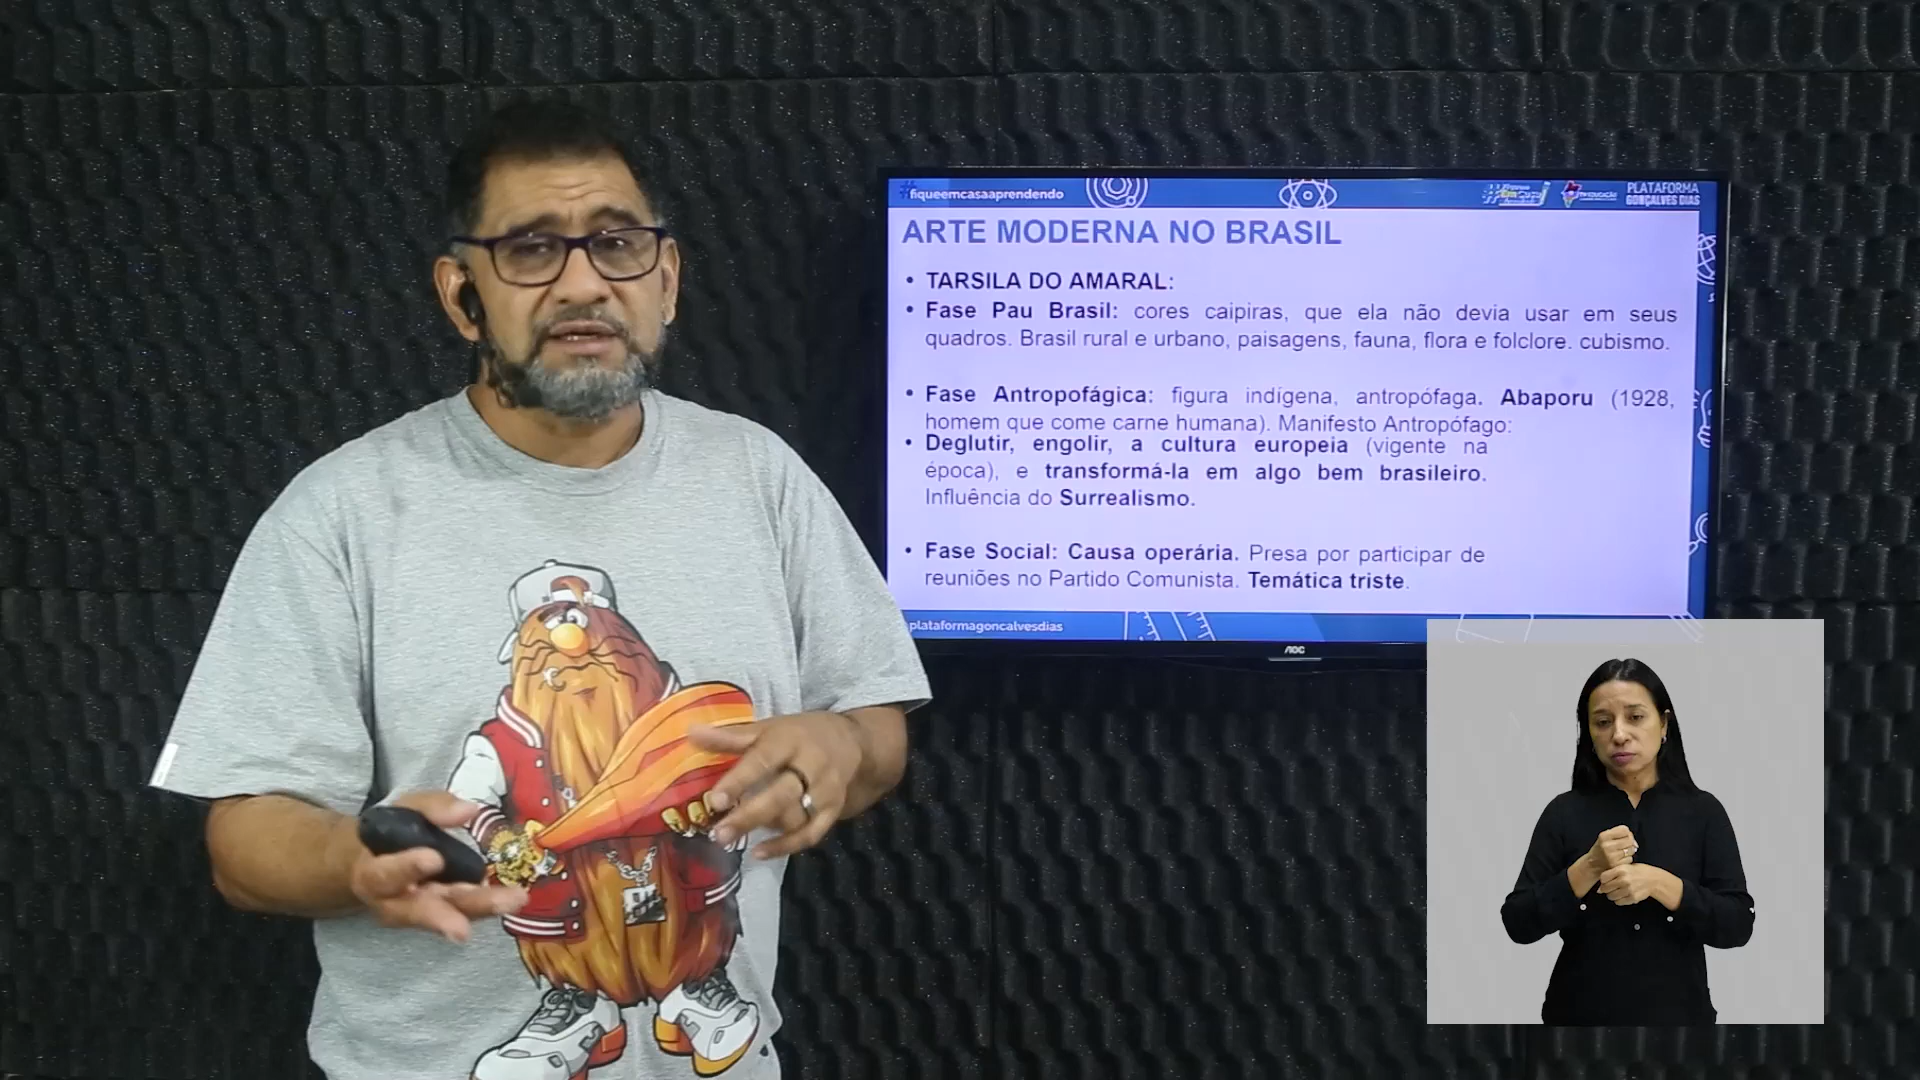 #fiqueemcasaaprendendo
PLATAFORMA
GONÇALVES DIAS
ARTE MODERNA NO BRASIL
• TARSILA DO AMARAL:
• Fase Pau Brasil: cores caipiras, que ela não devia usar em seus
quadros. Brasil rural e urbano, paisagens, fauna, flora e folclore. cubismo.
• Fase Antropofágica: figura indígena, antropófaga. Abaporu (1928,
homem que come carne humana). Manifesto Antropófago:
• Deglutir, engolir, a cultura europeia (vigente na
época), e transformá-la em algo bem brasileiro.
Influência do Surrealismo.
• Fase Social: Causa operária. Presa por participar de
reuniões no Partido Comunista. Temática triste.
plataformagoncalvesdias
AOC